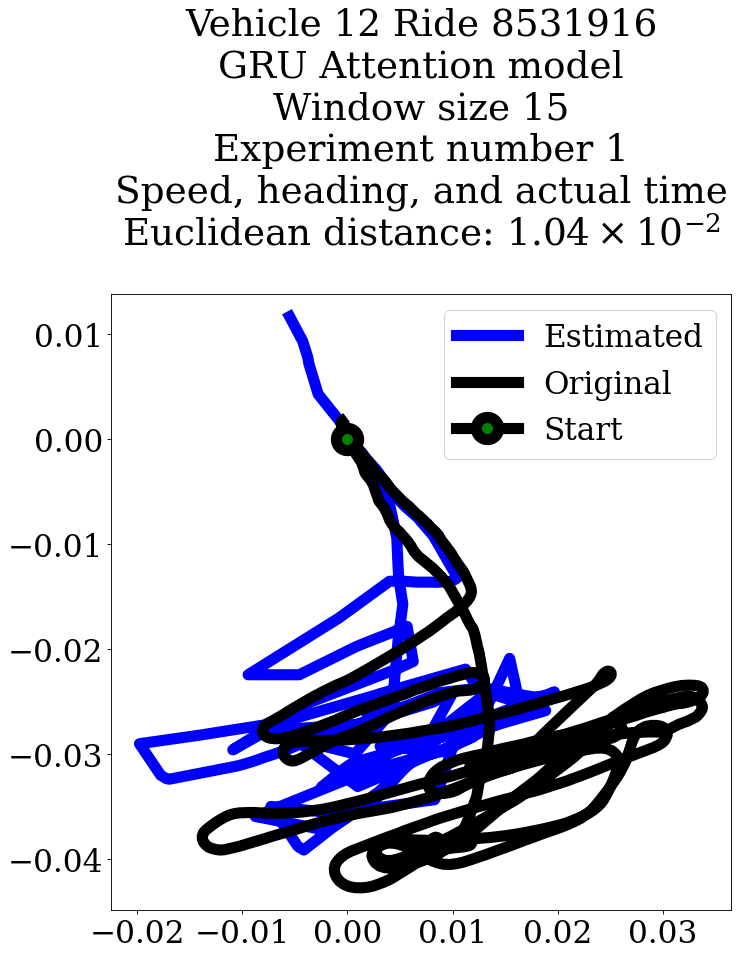 Vehicle 12 Ride 8531916
GRU Attention model
Window size 15
Experiment number 1
Speed, heading, and actual time
Euclidean distance: 1.04 × 10⁻²
Estimated
Original
Start
0.01
0.00
−0.01
−0.02
−0.03
−0.04
−0.02 −0.01 0.00 0.01 0.02 0.03